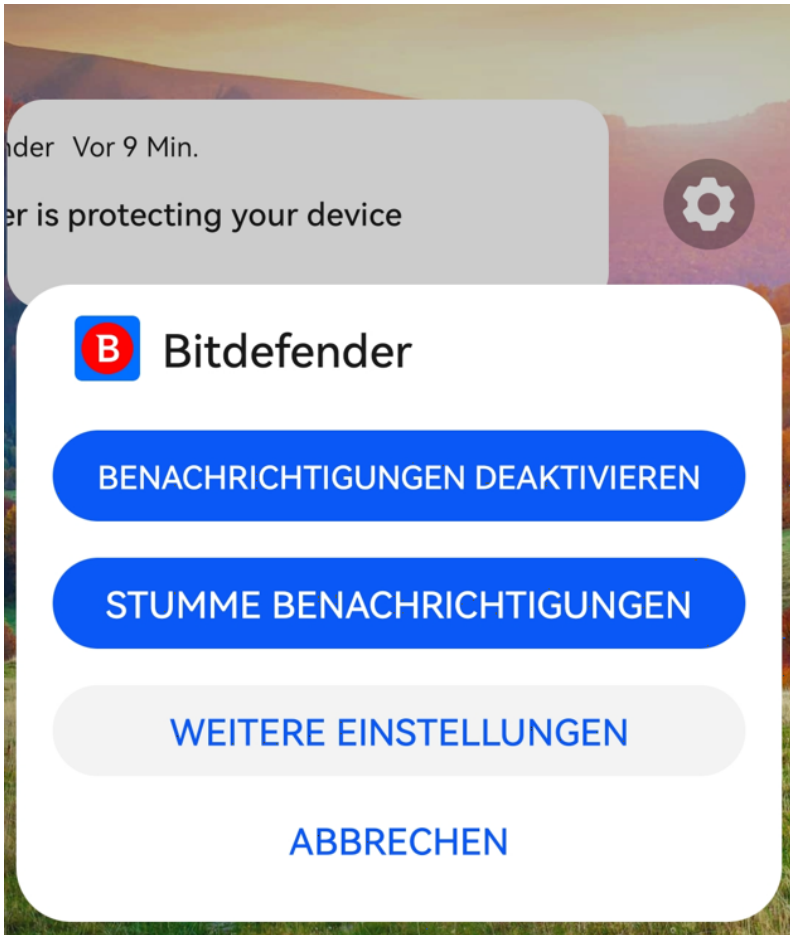 nder Vor 9 Min.
er is protecting your device
B Bitdefender
BENACHRICHTIGUNGEN DEAKTIVIEREN
STUMME BENACHRICHTIGUNGEN
WEITERE EINSTELLUNGEN
ABBRECHEN